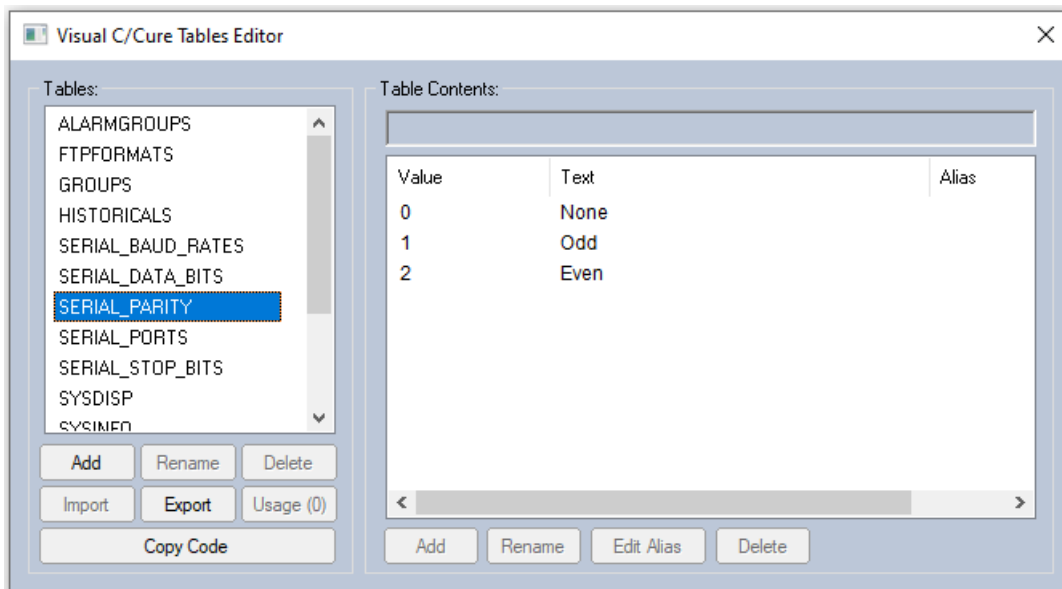 Visual C/Cure Tables Editor
Tables:
ALARMGROUPS
FTPFORMATS
GROUPS
HISTORICALS
SERIAL_BAUD_RATES
SERIAL_DATA_BITS
SERIAL_PARITY
SERIAL_PORTS
SERIAL_STOP_BITS
SYSDISP
SYSINFO
Add Rename Delete
Import Export Usage (0)
Copy Code
Table Contents:
Value Text Alias
0 None
1 Odd
2 Even
Add Rename Edit Alias Delete